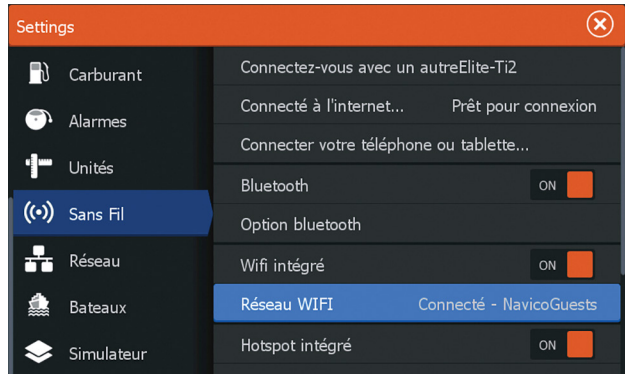 Settings
Carburant
Alarmes
Unités
Sans Fil
Réseau
Bateaux
Simulateur
Connectez-vous avec un autreElite-Ti2
Connecté à l'internet... Prêt pour connexion
Connecter votre téléphone ou tablette...
Bluetooth ON
Option bluetooth
Wifi intégré ON
Réseau WIFI Connecté - NavicoGuests
Hotspot intégré ON